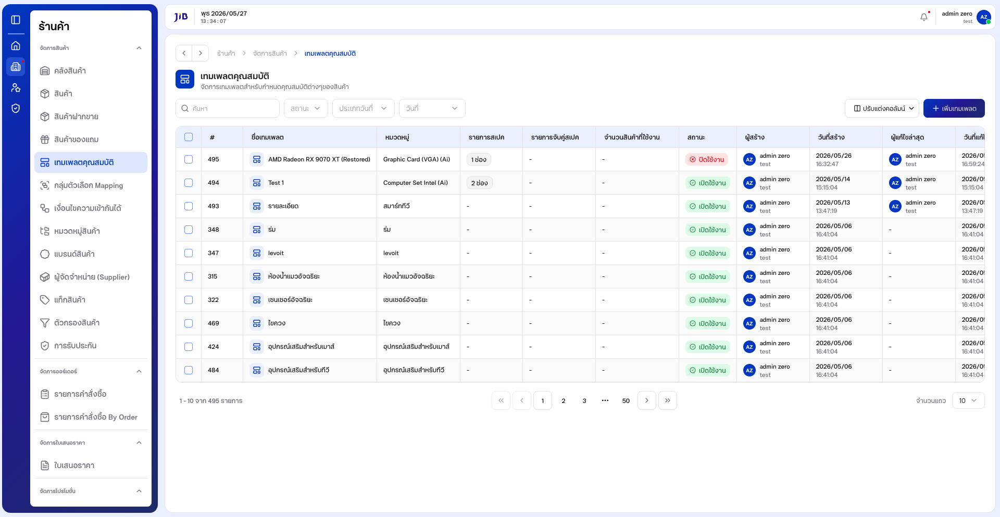 ร้านค้า
จัดการสินค้า
คลังสินค้า
สินค้า
สินค้าฝากขาย
สินค้าของแถม
เทมเพลตคุณสมบัติ
กลุ่มตัวเลือก Mapping
เงื่อนไขความเข้ากันได้
หมวดหมู่สินค้า
แบรนด์สินค้า
ผู้จัดจำหน่าย (Supplier)
แท็กสินค้า
ตัวกรองสินค้า
การรับประกัน
จัดการออร์เดอร์
รายการคำสั่งซื้อ
รายการคำสั่งซื้อ By Order
จัดการใบเสนอราคา
ใบเสนอราคา
จัดการโปรโมชั่น
JIB
พุธ 2026/05/27
13 : 34 : 07
admin zero
test
AZ
ร้านค้า จัดการสินค้า เทมเพลตคุณสมบัติ
เทมเพลตคุณสมบัติ
จัดการเทมเพลตสำหรับกำหนดคุณสมบัติต่างๆของสินค้า
ค้นหา สถานะ ประเภทวันที่ วันที่ ปรับแต่งคอลัมน์ เพิ่มเทมเพลต
# ชื่อเทมเพลต หมวดหมู่ รายการสเปค รายการจับคู่สเปค จำนวนสินค้าที่ใช้งาน สถานะ ผู้สร้าง วันที่สร้าง ผู้แก้ไขล่าสุด วันที่แก้ไ
495 AMD Radeon RX 9070 XT (Restored) Graphic Card (VGA) (Ai) 1 ช่อง - - ปิดใช้งาน AZ admin zero 2026/05/26 AZ admin zero 2026/05
test 16:32:47 test 16:59:24
494 Test 1 Computer Set Intel (Ai) 2 ช่อง - - เปิดใช้งาน AZ admin zero 2026/05/14 AZ admin zero 2026/05
test 15:15:04 test 15:15:04
493 รายละเอียด สมาร์ททีวี - - - เปิดใช้งาน AZ admin zero 2026/05/13 AZ admin zero 2026/05
test 13:47:19 test 13:47:19
348 ร่ม ร่ม - - - เปิดใช้งาน AZ admin zero 2026/05/06 - 2026/05
test 16:41:04 16:41:04
347 levoit levoit - - - เปิดใช้งาน AZ admin zero 2026/05/06 - 2026/05
test 16:41:04 16:41:04
315 ห้องน้ำแมวอัจฉริยะ ห้องน้ำแมวอัจฉริยะ - - - เปิดใช้งาน AZ admin zero 2026/05/06 - 2026/05
test 16:41:04 16:41:04
322 เซนเซอร์อัจฉริยะ เซนเซอร์อัจฉริยะ - - - เปิดใช้งาน AZ admin zero 2026/05/06 - 2026/05
test 16:41:04 16:41:04
469 ไขควง ไขควง - - - เปิดใช้งาน AZ admin zero 2026/05/06 - 2026/05
test 16:41:04 16:41:04
424 อุปกรณ์เสริมสำหรับเมาส์ อุปกรณ์เสริมสำหรับเมาส์ - - - เปิดใช้งาน AZ admin zero 2026/05/06 - 2026/05
test 16:41:04 16:41:04
484 อุปกรณ์เสริมสำหรับทีวี อุปกรณ์เสริมสำหรับทีวี - - - เปิดใช้งาน AZ admin zero 2026/05/06 - 2026/05
test 16:41:04 16:41:04
1 - 10 จาก 495 รายการ 1 2 3 ••• 50 จำนวนแถว 10